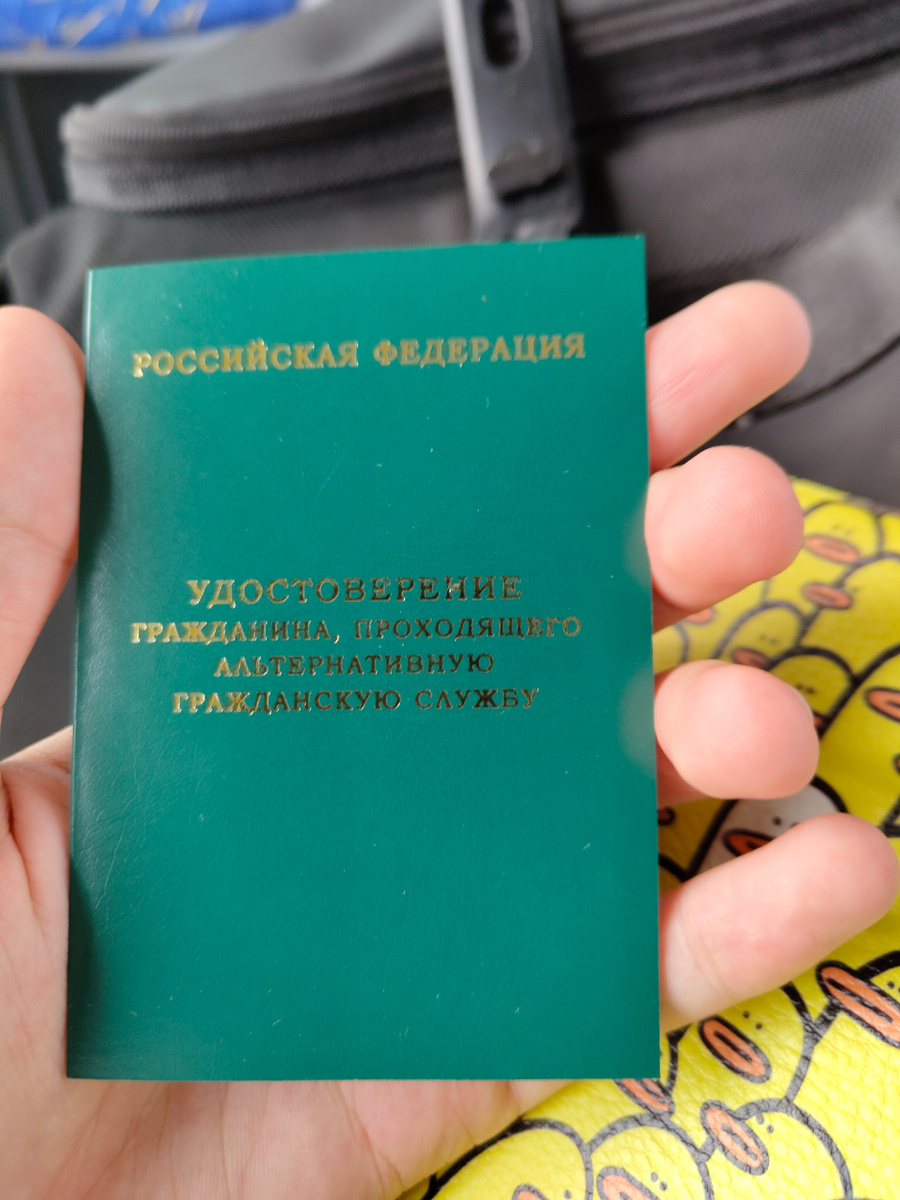 РОССИЙСКАЯ ФЕДЕРАЦИЯ
УДОСТОВЕРЕНИЕ
ГРАЖДАНИНА, ПРОХОДЯЩЕГО
АЛЬТЕРНАТИВНУЮ
ГРАЖДАНСКУЮ СЛУЖБУ